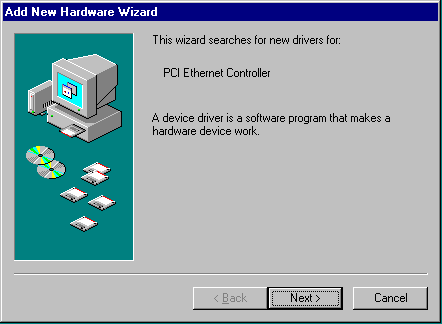 Add New Hardware Wizard
This wizard searches for new drivers for:
PCI Ethernet Controller
A device driver is a software program that makes a
hardware device work.
< Back
Next >
Cancel